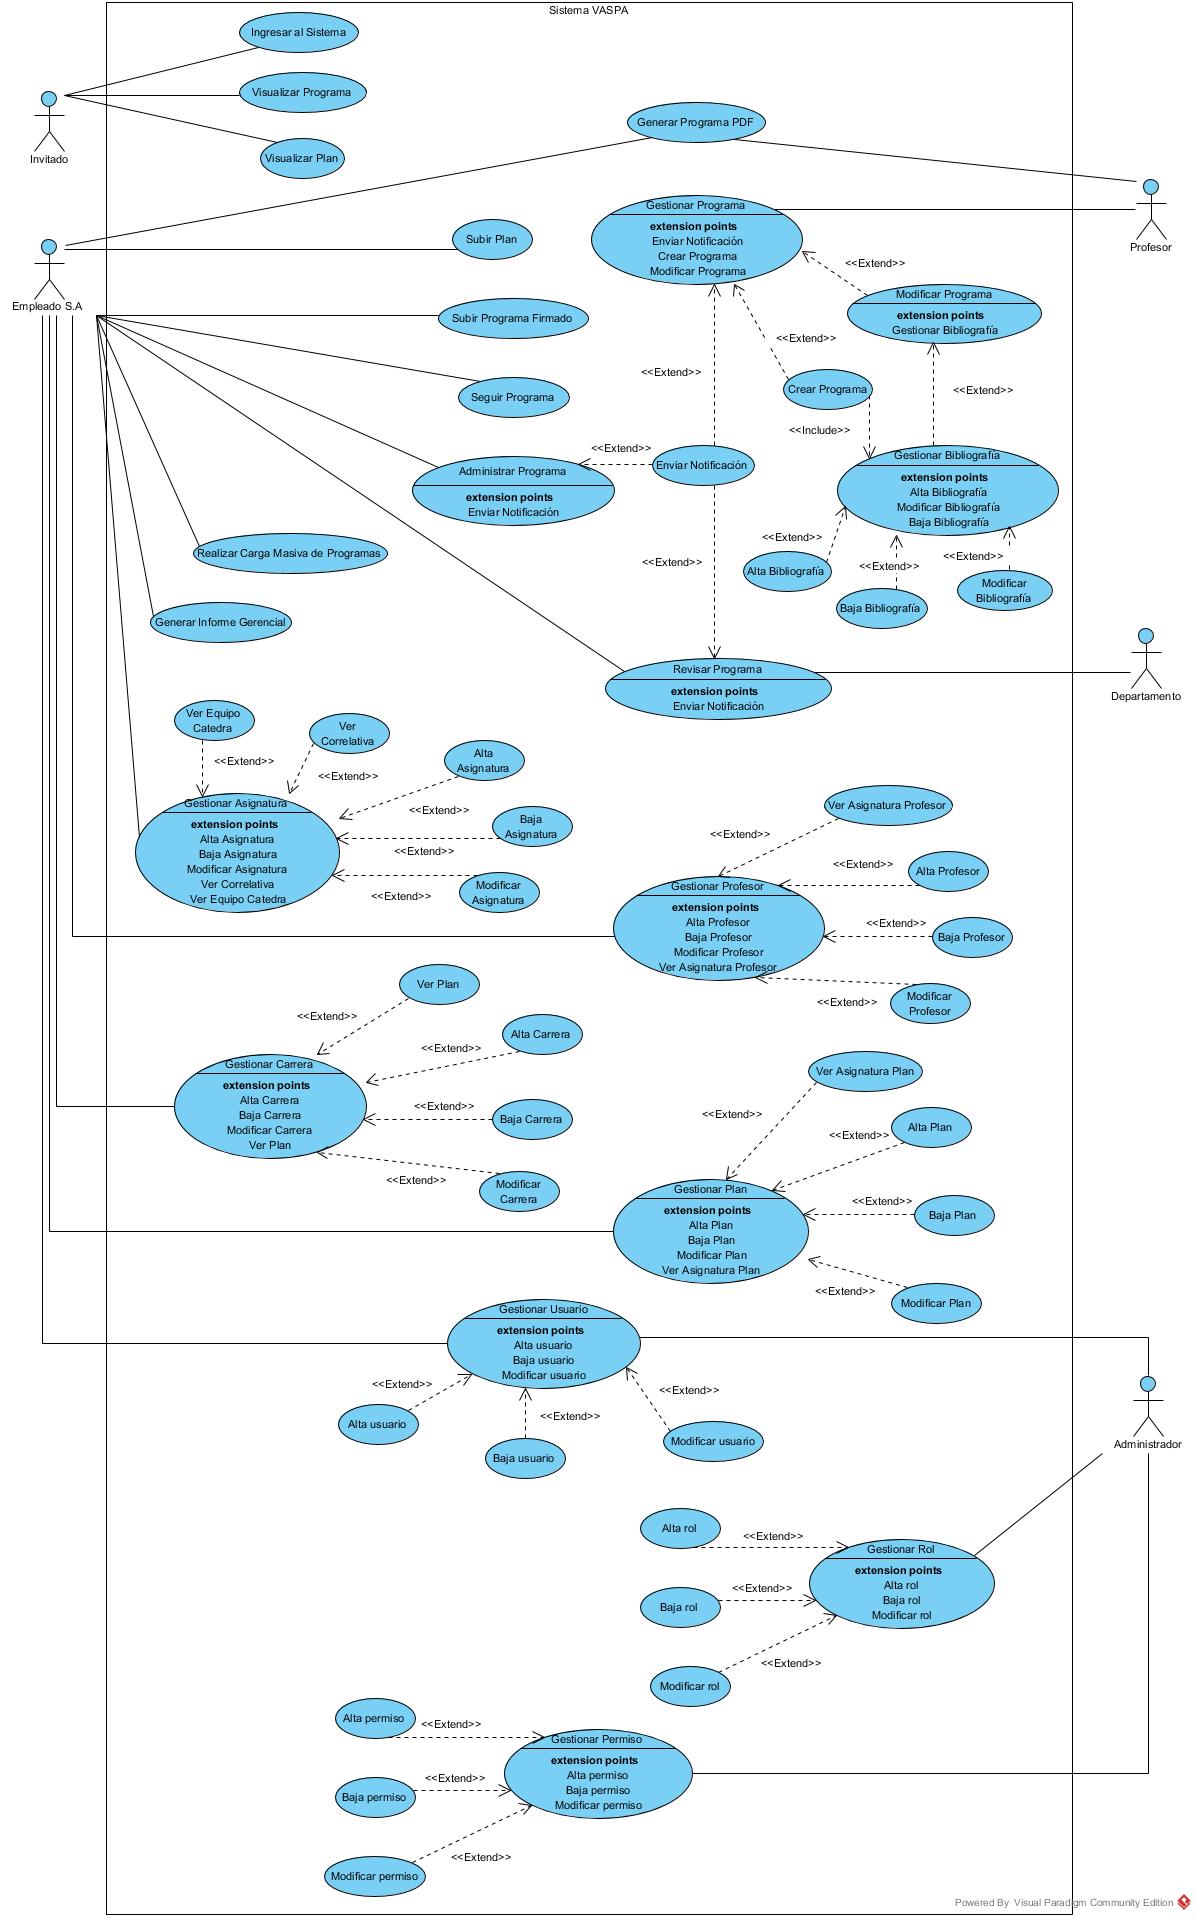 Sistema VASPA
Ingresar al Sistema
Visualizar Programa
Visualizar Plan
Invitado
Generar Programa PDF
Profesor
Subir Plan
Empleado S.A
Gestionar Programa
extension points
Enviar Notificación
Crear Programa
Modificar Programa
<<Extend>>
Modificar Programa
extension points
Gestionar Bibliografía
Subir Programa Firmado
<<Extend>>
<<Extend>>
Crear Programa
<<Extend>>
Seguir Programa
<<Include>>
<<Extend>>
Administrar Programa
extension points
Enviar Notificación
Enviar Notificación
Gestionar Bibliografía
extension points
Alta Bibliografía
Modificar Bibliografía
Baja Bibliografía
<<Extend>>
<<Extend>>
<<Extend>>
<<Extend>>
Alta Bibliografía
Baja Bibliografía
Modificar
Bibliografía
Realizar Carga Masiva de Programas
Generar Informe Gerencial
Revisar Programa
extension points
Enviar Notificación
Departamento
Ver Equipo
Catedra
Ver
Correlativa
<<Extend>>
<<Extend>>
Alta
Asignatura
<<Extend>>
Baja
Asignatura
<<Extend>>
Modificar
Asignatura
<<Extend>>
Gestionar Asignatura
extension points
Alta Asignatura
Baja Asignatura
Modificar Asignatura
Ver Correlativa
Ver Equipo Catedra
Ver Asignatura Profesor
<<Extend>>
<<Extend>>
Alta Profesor
<<Extend>>
Baja Profesor
Gestionar Profesor
extension points
Alta Profesor
Baja Profesor
Modificar Profesor
Ver Asignatura Profesor
<<Extend>>
Modificar
Profesor
Ver Plan
<<Extend>>
Alta Carrera
<<Extend>>
Gestionar Carrera
extension points
Alta Carrera
Baja Carrera
Modificar Carrera
Ver Plan
<<Extend>>
Baja Carrera
<<Extend>>
Modificar
Carrera
Ver Asignatura Plan
<<Extend>>
Alta Plan
<<Extend>>
Gestionar Plan
extension points
Alta Plan
Baja Plan
Modificar Plan
Ver Asignatura Plan
<<Extend>>
Baja Plan
<<Extend>>
Modificar Plan
Gestionar Usuario
extension points
Alta usuario
Baja usuario
Modificar usuario
<<Extend>>
<<Extend>>
<<Extend>>
Alta usuario
Baja usuario
Modificar usuario
Administrador
Alta rol
<<Extend>>
Gestionar Rol
extension points
Alta rol
Baja rol
Modificar rol
<<Extend>>
Baja rol
<<Extend>>
Modificar rol
Alta permiso
<<Extend>>
Gestionar Permiso
extension points
Alta permiso
Baja permiso
Modificar permiso
<<Extend>>
Baja permiso
<<Extend>>
Modificar permiso
Powered By Visual Paradigm Community Edition